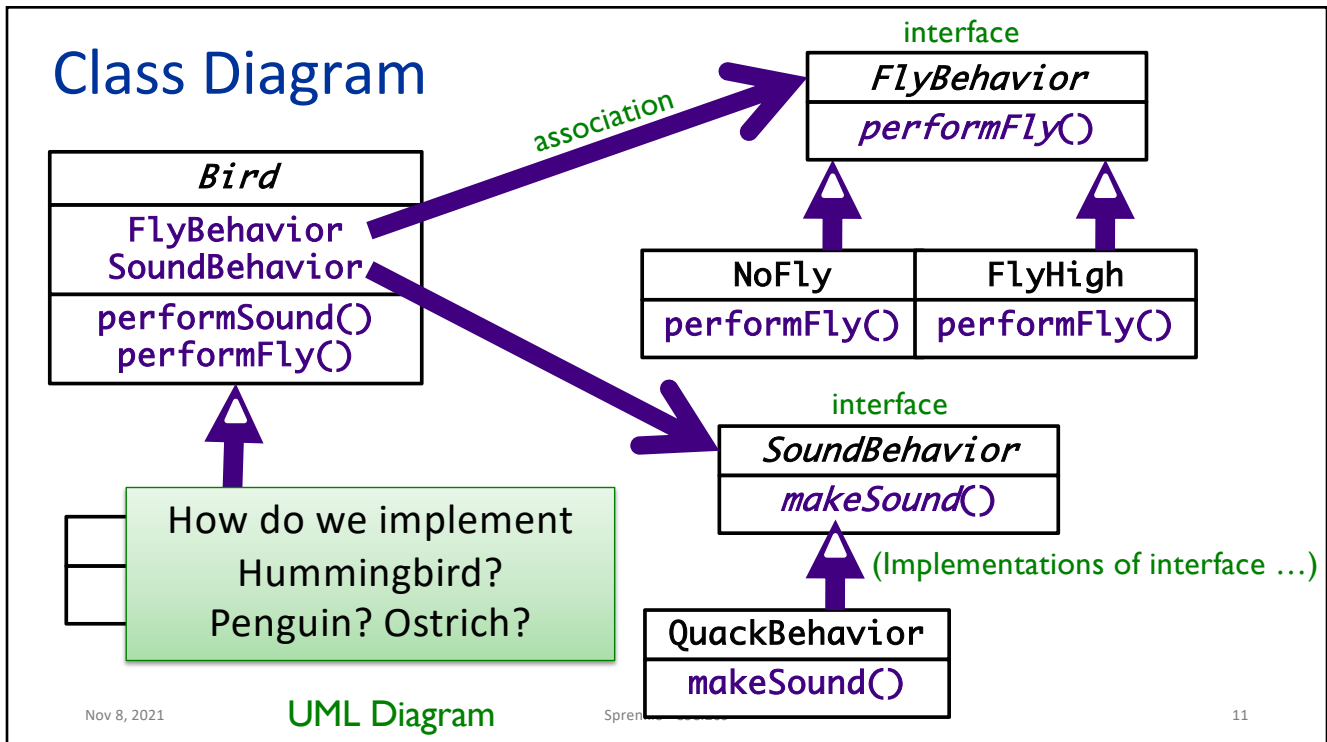 Class Diagram
interface
FlyBehavior
performFly()
association
Bird
FlyBehavior
SoundBehavior
performSound()
performFly()
NoFly
performFly()
FlyHigh
performFly()
interface
SoundBehavior
makeSound()
(Implementations of interface …)
QuackBehavior
makeSound()
How do we implement
Hummingbird?
Penguin? Ostrich?
Nov 8, 2021
UML Diagram
11